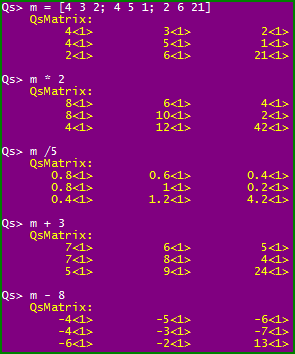 Qs> m = [4 3 2; 4 5 1; 2 6 21]
QsMatrix:
4<1> 3<1> 2<1>
4<1> 5<1> 1<1>
2<1> 6<1> 21<1>
Qs> m * 2
QsMatrix:
8<1> 6<1> 4<1>
8<1> 10<1> 2<1>
4<1> 12<1> 42<1>
Qs> m /5
QsMatrix:
0.8<1> 0.6<1> 0.4<1>
0.8<1> 1<1> 0.2<1>
0.4<1> 1.2<1> 4.2<1>
Qs> m + 3
QsMatrix:
7<1> 6<1> 5<1>
7<1> 8<1> 4<1>
5<1> 9<1> 24<1>
Qs> m - 8
QsMatrix:
-4<1> -5<1> -6<1>
-4<1> -3<1> -7<1>
-6<1> -2<1> 13<1>